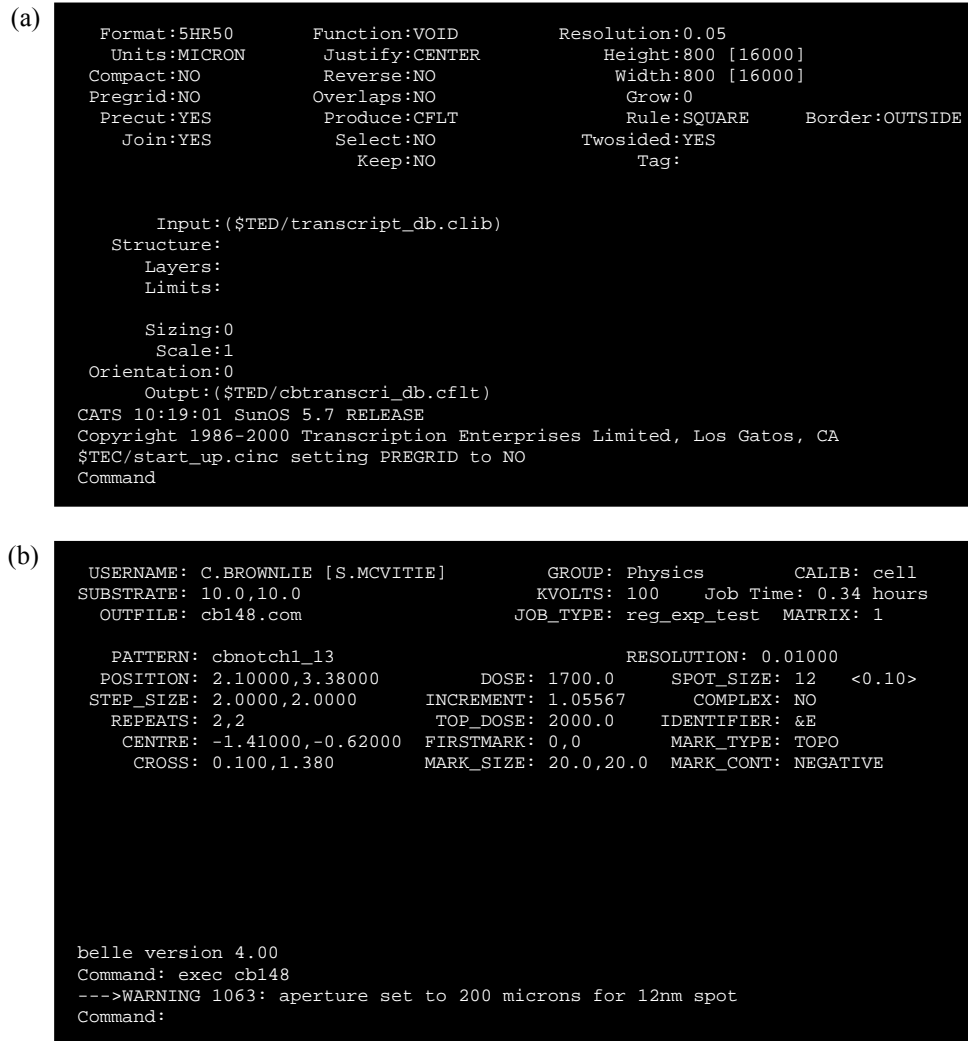 (a)
Format:5HR50 Function:VOID Resolution:0.05
Units:MICRON Justify:CENTER Height:800 [16000]
Compact:NO Reverse:NO Width:800 [16000]
Pregrid:NO Overlaps:NO Grow:0
Precut:YES Produce:CFLT Rule:SQUARE Border:OUTSIDE
Join:YES Select:NO Twosided:YES
Keep:NO Tag:
Input:($TED/transcript_db.clib)
Structure:
Layers:
Limits:
Sizing:0
Scale:1
Orientation:0
Outpt:($TED/cbtranscri_db.cflt)
CATS 10:19:01 SunOS 5.7 RELEASE
Copyright 1986-2000 Transcription Enterprises Limited, Los Gatos, CA
$TEC/start_up.cinc setting PREGRID to NO
Command
(b)
USERNAME: C.BROWNLIE [S.MCVITIE] GROUP: Physics CALIB: cell
SUBSTRATE: 10.0,10.0 KVOLTS: 100 Job Time: 0.34 hours
OUTFILE: cb148.com JOB_TYPE: reg_exp_test MATRIX: 1
PATTERN: cbnotch1_13 RESOLUTION: 0.01000
POSITION: 2.10000,3.38000 DOSE: 1700.0 SPOT_SIZE: 12 <0.10>
STEP_SIZE: 2.0000,2.0000 INCREMENT: 1.05567 COMPLEX: NO
REPEATS: 2,2 TOP_DOSE: 2000.0 IDENTIFIER: &E
CENTRE: -1.41000,-0.62000 FIRSTMARK: 0,0 MARK_TYPE: TOPO
CROSS: 0.100,1.380 MARK_SIZE: 20.0,20.0 MARK_CONT: NEGATIVE
belle version 4.00
Command: exec cb148
--->WARNING 1063: aperture set to 200 microns for 12nm spot
Command: